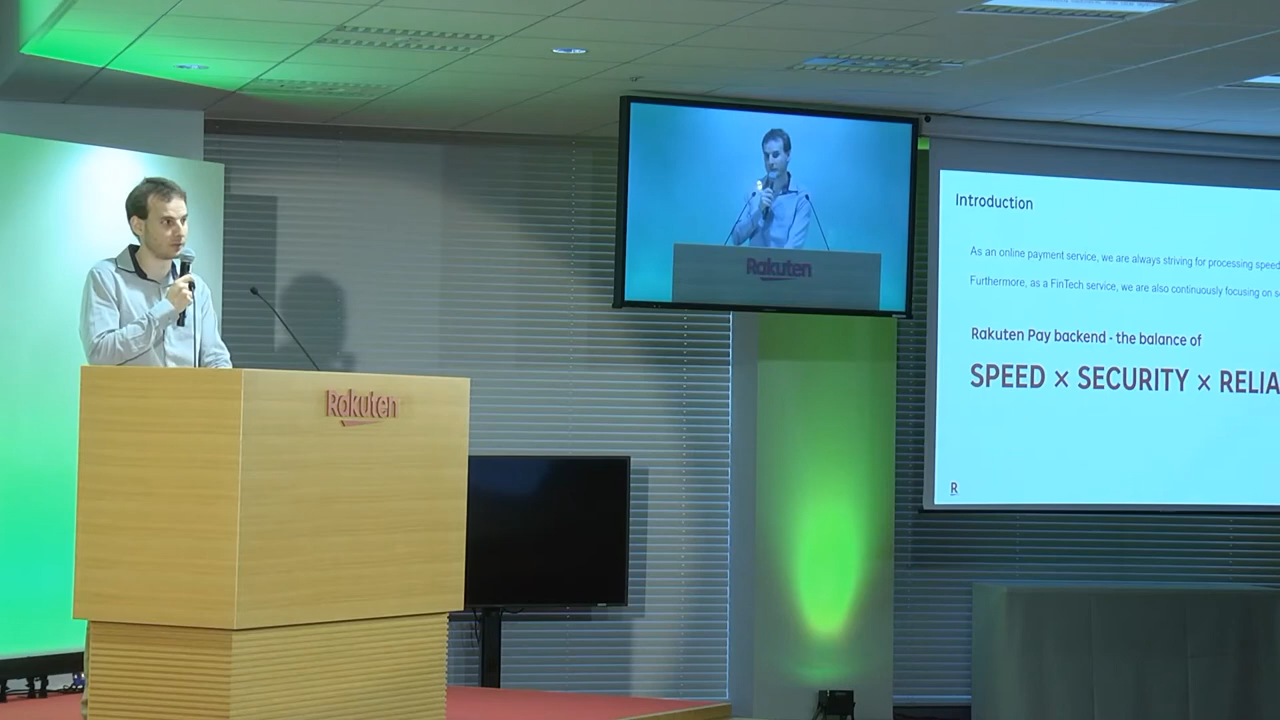 Rakuten
Rakuten
Introduction
As an online payment service, we are always striving for processing speed
Furthermore, as a FinTech service, we are also continuously focusing on
Rakuten Pay backend - the balance of
SPEED × SECURITY × RELIA
R